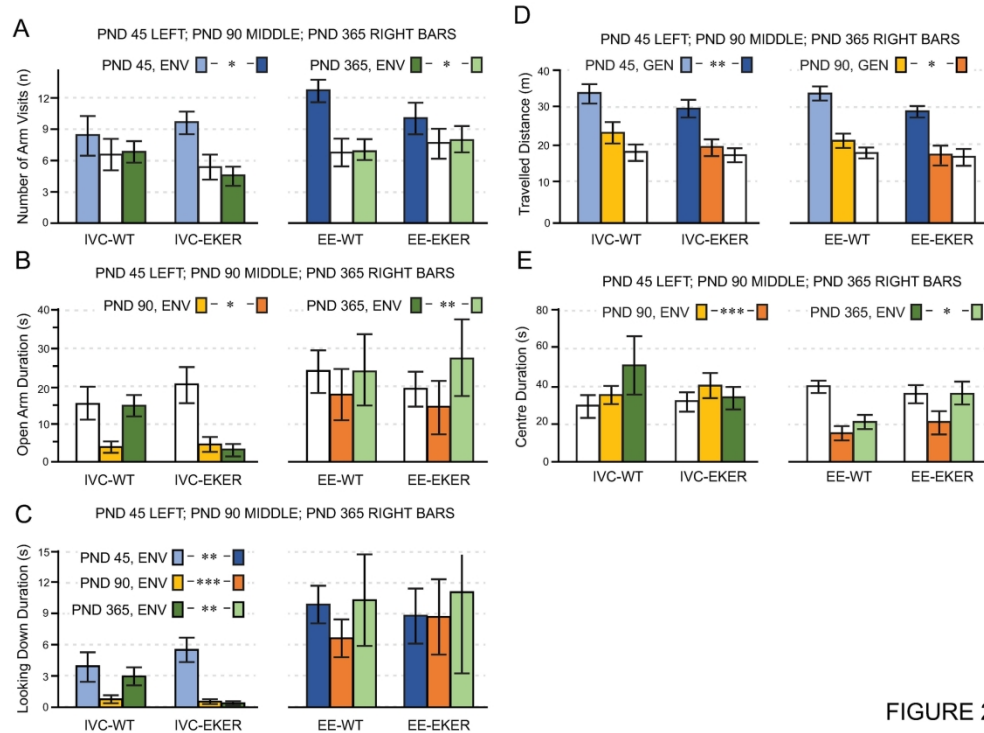 A
PND 45 LEFT; PND 90 MIDDLE; PND 365 RIGHT BARS
PND 45, ENV - * -
PND 365, ENV - * -
Number of Arm Visits (n)
12
9
6
3
0
IVC-WT
IVC-EKER
EE-WT
EE-EKER
B
PND 45 LEFT; PND 90 MIDDLE; PND 365 RIGHT BARS
PND 90, ENV - * -
PND 365, ENV - ** -
Open Arm Duration (s)
40
30
20
10
0
IVC-WT
IVC-EKER
EE-WT
EE-EKER
C
PND 45 LEFT; PND 90 MIDDLE; PND 365 RIGHT BARS
PND 45, ENV - ** -
PND 90, ENV - *** -
PND 365, ENV - ** -
Looking Down Duration (s)
15
12
9
6
3
0
IVC-WT
IVC-EKER
EE-WT
EE-EKER
D
PND 45 LEFT; PND 90 MIDDLE; PND 365 RIGHT BARS
PND 45, GEN - ** -
PND 90, GEN - * -
Travelled Distance (m)
40
30
20
10
0
IVC-WT
IVC-EKER
EE-WT
EE-EKER
E
PND 45 LEFT; PND 90 MIDDLE; PND 365 RIGHT BARS
PND 90, ENV -***-
PND 365, ENV - * -
Centre Duration (s)
80
60
40
20
0
IVC-WT
IVC-EKER
EE-WT
EE-EKER
FIGURE 2